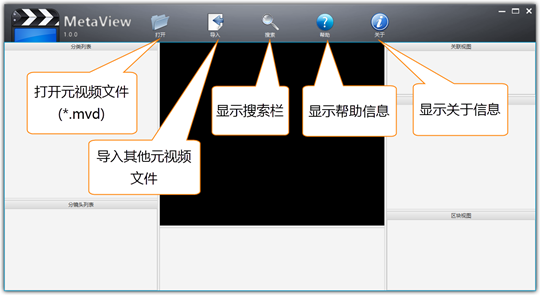 MetaView
1.0.0
打开
导入
搜索
帮助
关于
分类列表
关联视图
打开元视频文件
(*.mvd)
导入其他元视频
文件
显示搜索栏
显示帮助信息
显示关于信息
分镜头列表
区块视图